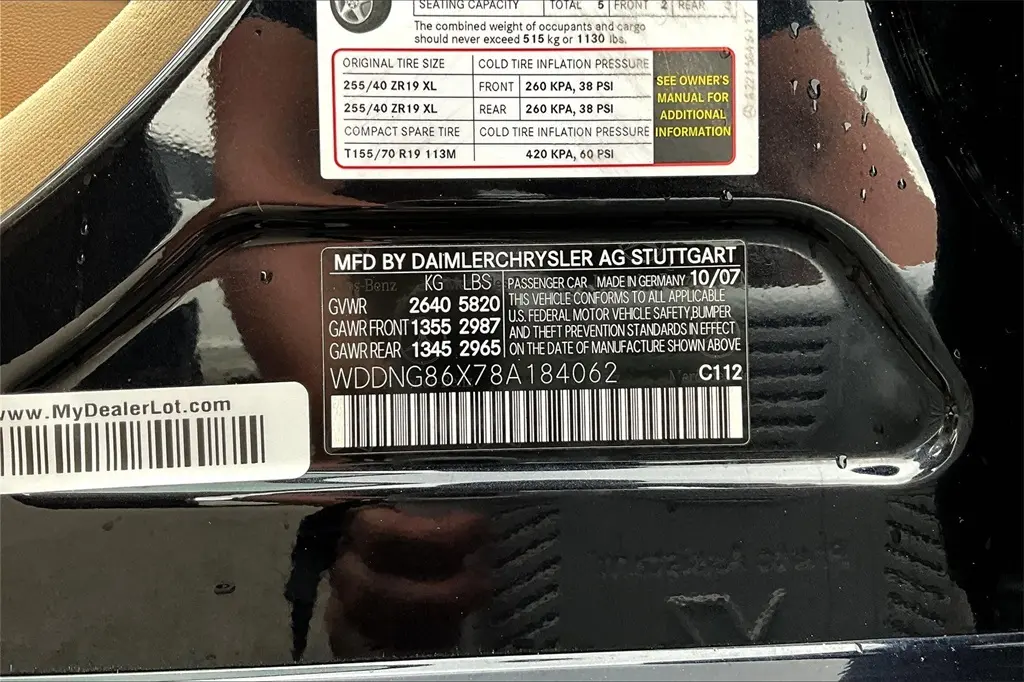 SEATING CAPACITY TOTAL 5 FRONT 2 REAR 3
The combined weight of occupants and cargo
should never exceed 515 kg or 1130 lbs.
ORIGINAL TIRE SIZE COLD TIRE INFLATION PRESSURE
255/40 ZR19 XL FRONT 260 KPA, 38 PSI
255/40 ZR19 XL REAR 260 KPA, 38 PSI
COMPACT SPARE TIRE COLD TIRE INFLATION PRESSURE
T155/70 R19 113M 420 KPA, 60 PSI
SEE OWNER'S
MANUAL FOR
ADDITIONAL
INFORMATION
MFD BY DAIMLERCHRYSLER AG STUTTGART
KG LBS PASSENGER CAR MADE IN GERMANY 10/07
GVWR 2640 5820 THIS VEHICLE CONFORMS TO ALL APPLICABLE
U.S. FEDERAL MOTOR VEHICLE SAFETY,BUMPER
GAWR FRONT 1355 2987 AND THEFT PREVENTION STANDARDS IN EFFECT
GAWR REAR 1345 2965 ON THE DATE OF MANUFACTURE SHOWN ABOVE
WDDNG86X78A184062 C112
www.MyDealerLot.com